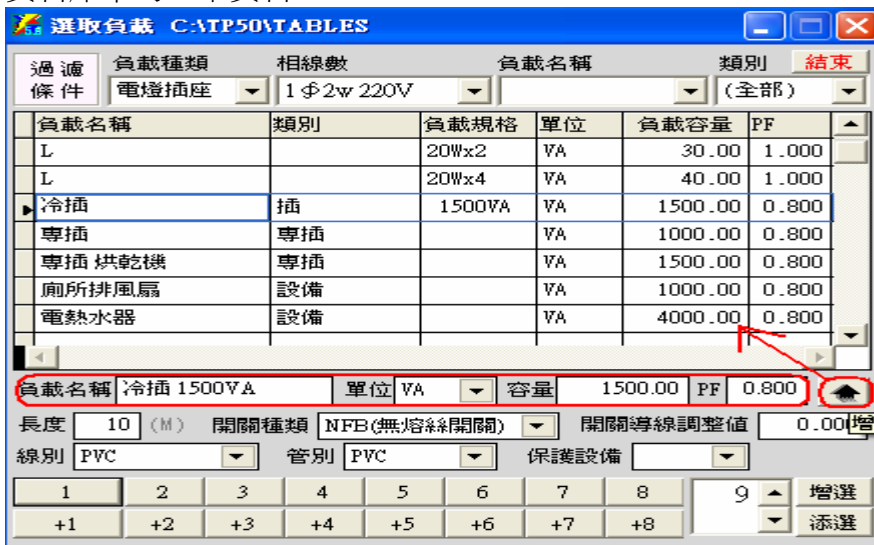 選取負載 C:\TP50\TABLES
過濾條件 負載種類 相線數 負載名稱 類別 結束
電燈插座 1∮2w 220V (全部)
負載名稱 類別 負載規格 單位 負載容量 PF
L 20Wx2 VA 30.00 1.000
L 20Wx4 VA 40.00 1.000
冷插 插 1500VA VA 1500.00 0.800
專插 專插 VA 1000.00 0.800
專插 烘乾機 專插 VA 1500.00 0.800
廁所排風扇 設備 VA 1000.00 0.800
電熱水器 設備 VA 4000.00 0.800
負載名稱 冷插 1500VA 單位 VA 容量 1500.00 PF 0.800
長度 10 (M) 開關種類 NFB(無熔絲開關) 開關導線調整值 0.00 增
線別 PVC 管別 PVC 保護設備
1 2 3 4 5 6 7 8 9 增選
+1 +2 +3 +4 +5 +6 +7 +8 添選